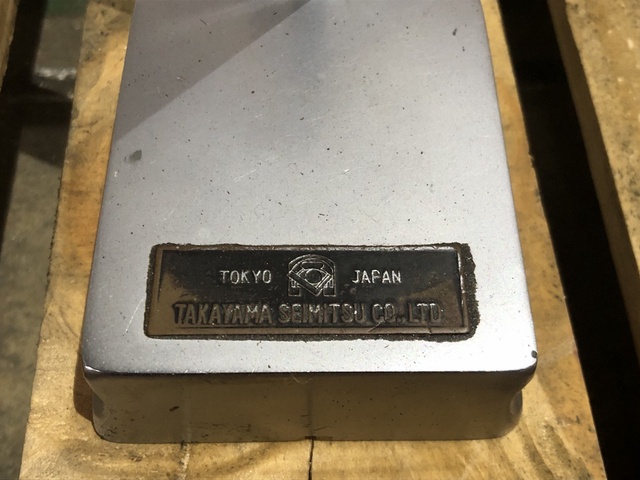 TOKYO JAPAN
TAKAYAMA SEIMITSU CO., LTD.